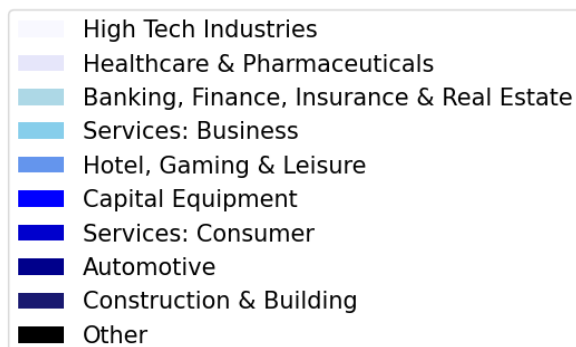 High Tech Industries
Healthcare & Pharmaceuticals
Banking, Finance, Insurance & Real Estate
Services: Business
Hotel, Gaming & Leisure
Capital Equipment
Services: Consumer
Automotive
Construction & Building
Other